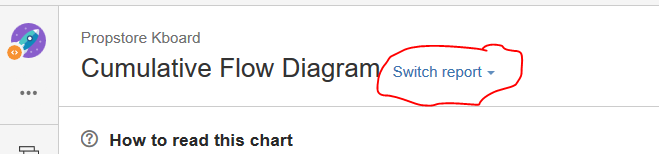 Propstore Kboard
Cumulative Flow Diagram Switch report
How to read this chart